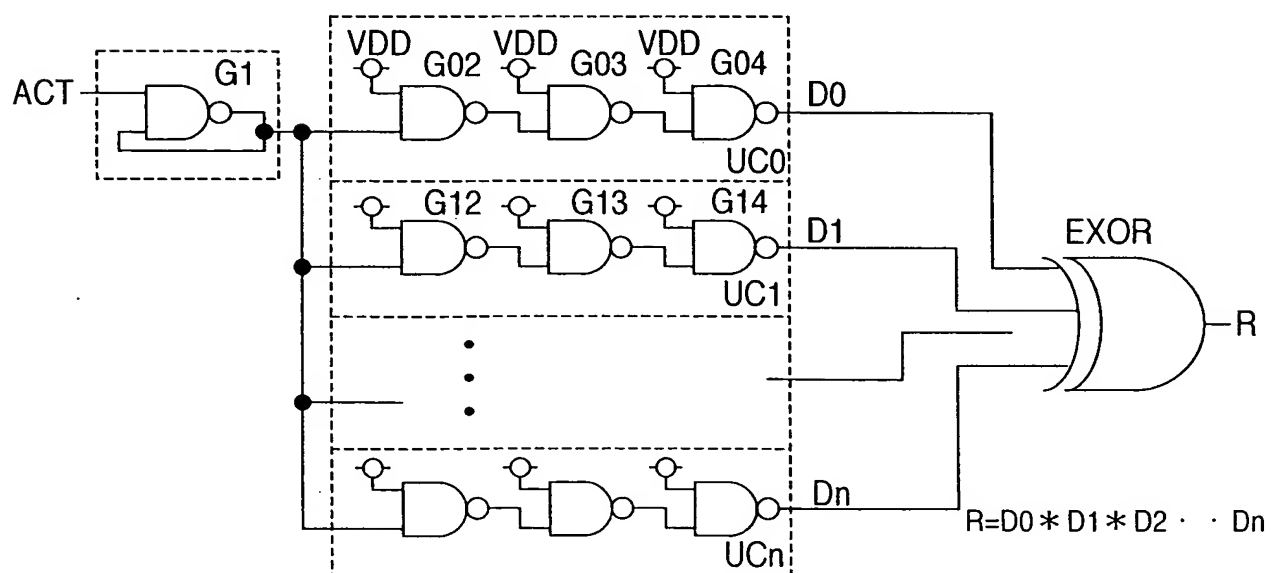 VDD VDD VDD
G1 G02 G03 G04
ACT D0
UC0
G12 G13 G14
D1 EXOR
UC1
R
Dn
R=D0*D1*D2 · · Dn
UCn